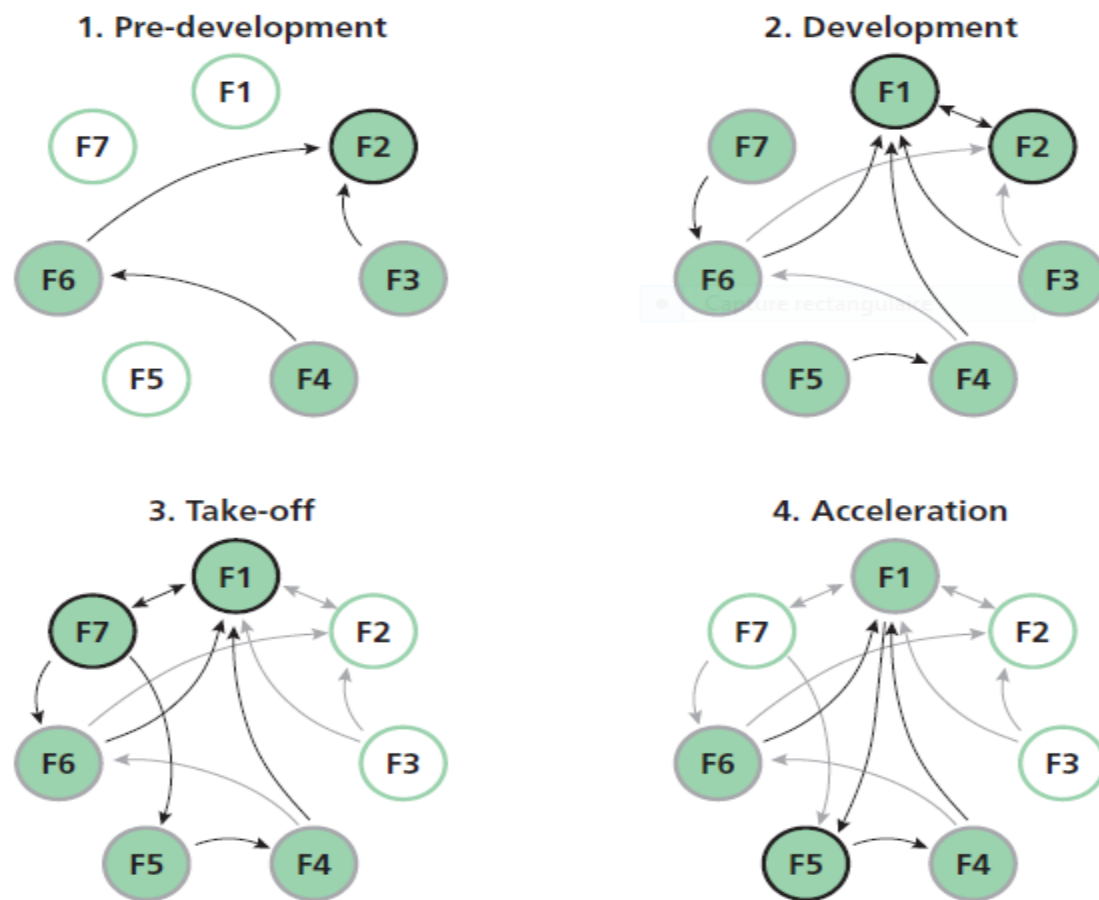 1. Pre-development
F1
F7
F2
F6
F3
F5
F4
2. Development
F1
F7
F2
F6
F3
Capture rectangulaire
F5
F4
3. Take-off
F1
F7
F2
F6
F3
F5
F4
4. Acceleration
F1
F7
F2
F6
F3
F5
F4